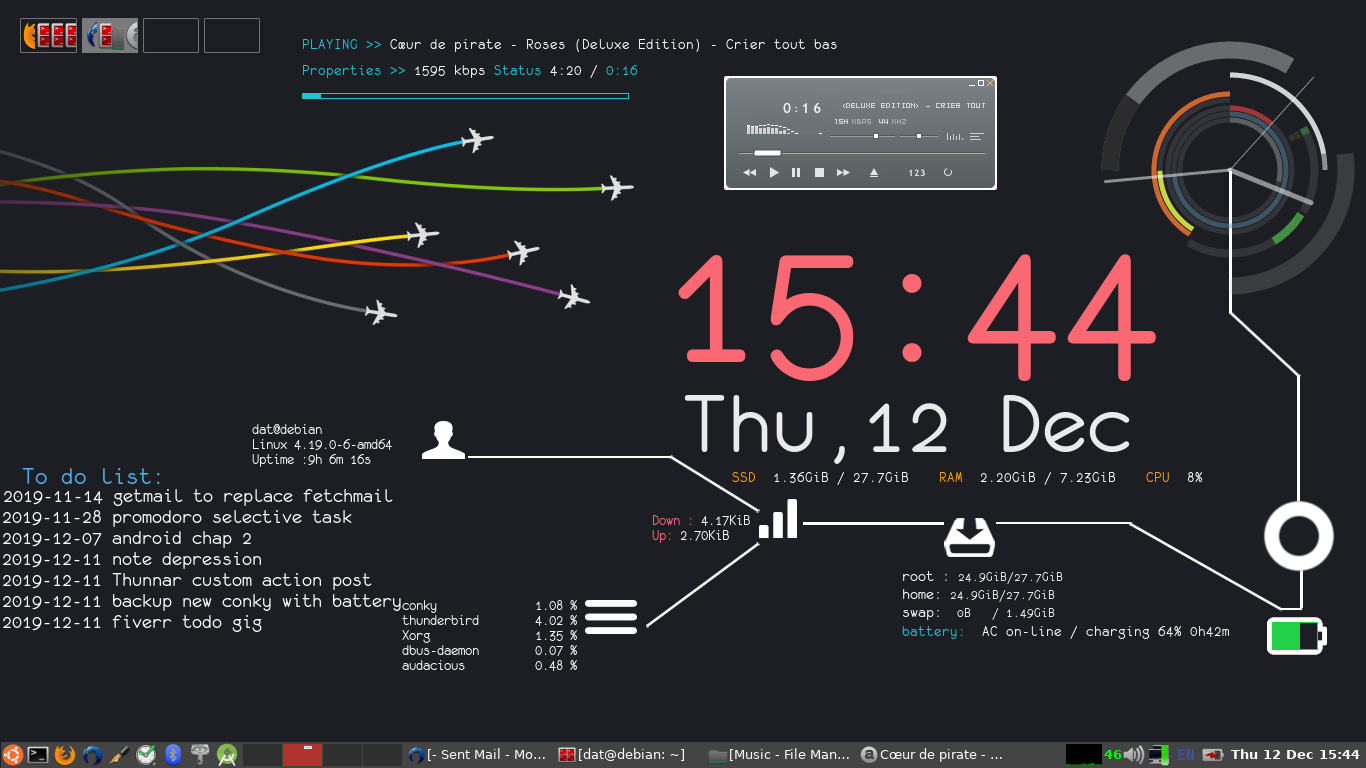 PLAYING >> Cœur de pirate - Roses (Deluxe Edition) - Crier tout bas
Properties >> 1595 kbps Status 4:20 / 0:16
0:16 <DELUXE EDITION> - CRIER TOUT
15H KBPS 44 KHZ
123
15:44
Thu,12 Dec
SSD 1.36GiB / 27.7GiB RAM 2.20GiB / 7.23GiB CPU 8%
dat@debian
Linux 4.19.0-6-amd64
Uptime :9h 6m 16s
To do list:
2019-11-14 getmail to replace fetchmail
2019-11-28 promodoro selective task
2019-12-07 android chap 2
2019-12-11 note depression
2019-12-11 Thunnar custom action post
2019-12-11 backup new conky with battery
2019-12-11 fiverr todo gig
Down : 4.17KiB
Up: 2.70KiB
conky 1.08 %
thunderbird 4.02 %
Xorg 1.35 %
dbus-daemon 0.07 %
audacious 0.48 %
root : 24.9GiB/27.7GiB
home: 24.9GiB/27.7GiB
swap: 0B / 1.49GiB
battery: AC on-line / charging 64% 0h42m
[- Sent Mail - Mo... [dat@debian: ~] [Music - File Man... Cœur de pirate - ... 46 EN Thu 12 Dec 15:44